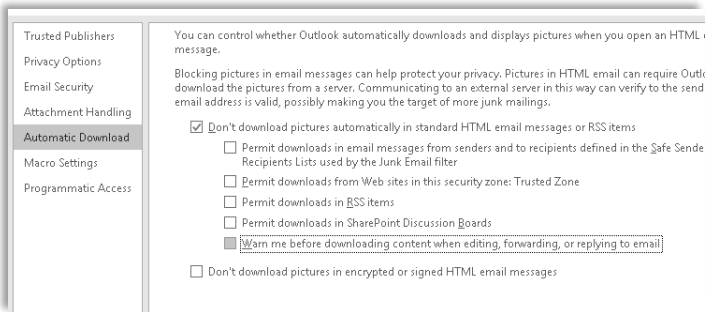 Trusted Publishers
Privacy Options
Email Security
Attachment Handling
Automatic Download
Macro Settings
Programmatic Access
You can control whether Outlook automatically downloads and displays pictures when you open an HTML
message.
Blocking pictures in email messages can help protect your privacy. Pictures in HTML email can require
download the pictures from a server. Communicating to an external server in this way can verify to the
email address is valid, possibly making you the target of more junk mailings.
Don't download pictures automatically in standard HTML email messages or RSS items
Permit downloads in email messages from senders and to recipients defined in the Safe
Recipients Lists used by the Junk Email filter
Permit downloads from Web sites in this security zone: Trusted Zone
Permit downloads in RSS items
Permit downloads in SharePoint Discussion Boards
Warn me before downloading content when editing, forwarding, or replying to email
Don't download pictures in encrypted or signed HTML email messages